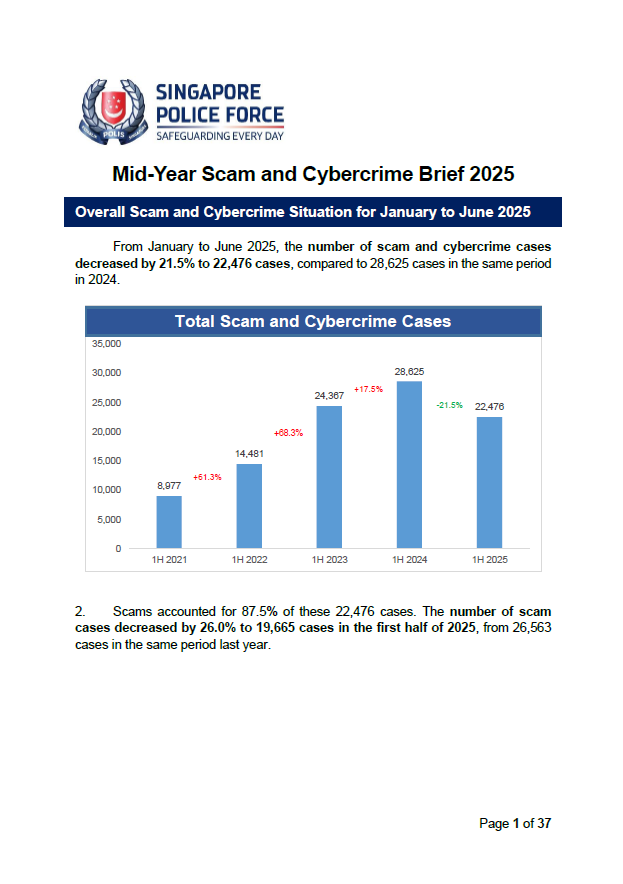 SINGAPORE
POLICE FORCE
SAFEGUARDING EVERY DAY
POLIS
Mid-Year Scam and Cybercrime Brief 2025
Overall Scam and Cybercrime Situation for January to June 2025
From January to June 2025, the number of scam and cybercrime cases
decreased by 21.5% to 22,476 cases, compared to 28,625 cases in the same period
in 2024.
Total Scam and Cybercrime Cases
35,000
30,000
25,000
20,000
15,000
10,000
5,000
0
8,977
+61.3%
14,481
+68.3%
24,367
+17.5%
28,625
-21.5%
22,476
1H 2021
1H 2022
1H 2023
1H 2024
1H 2025
2. Scams accounted for 87.5% of these 22,476 cases. The number of scam
cases decreased by 26.0% to 19,665 cases in the first half of 2025, from 26,563
cases in the same period last year.
Page 1 of 37